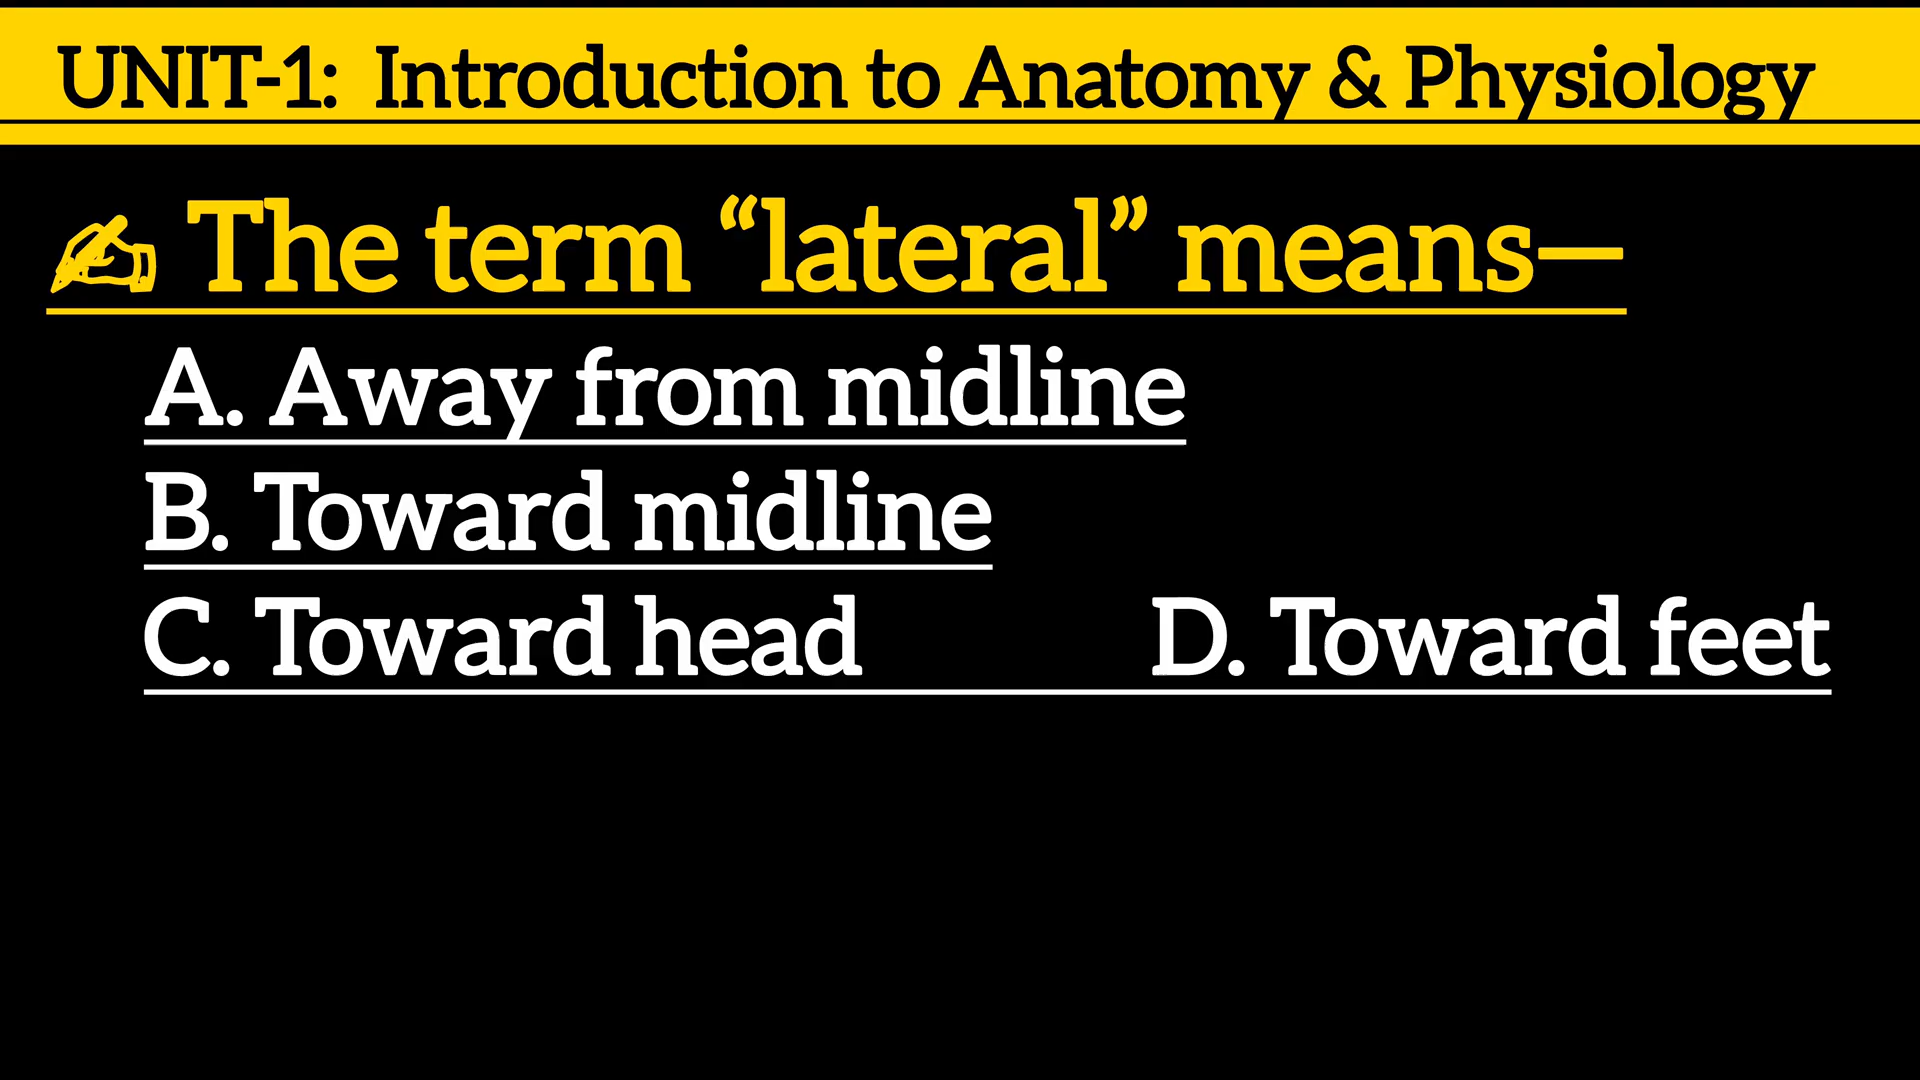 UNIT-1: Introduction to Anatomy & Physiology
✍ The term “lateral” means—
A. Away from midline
B. Toward midline
C. Toward head D. Toward feet